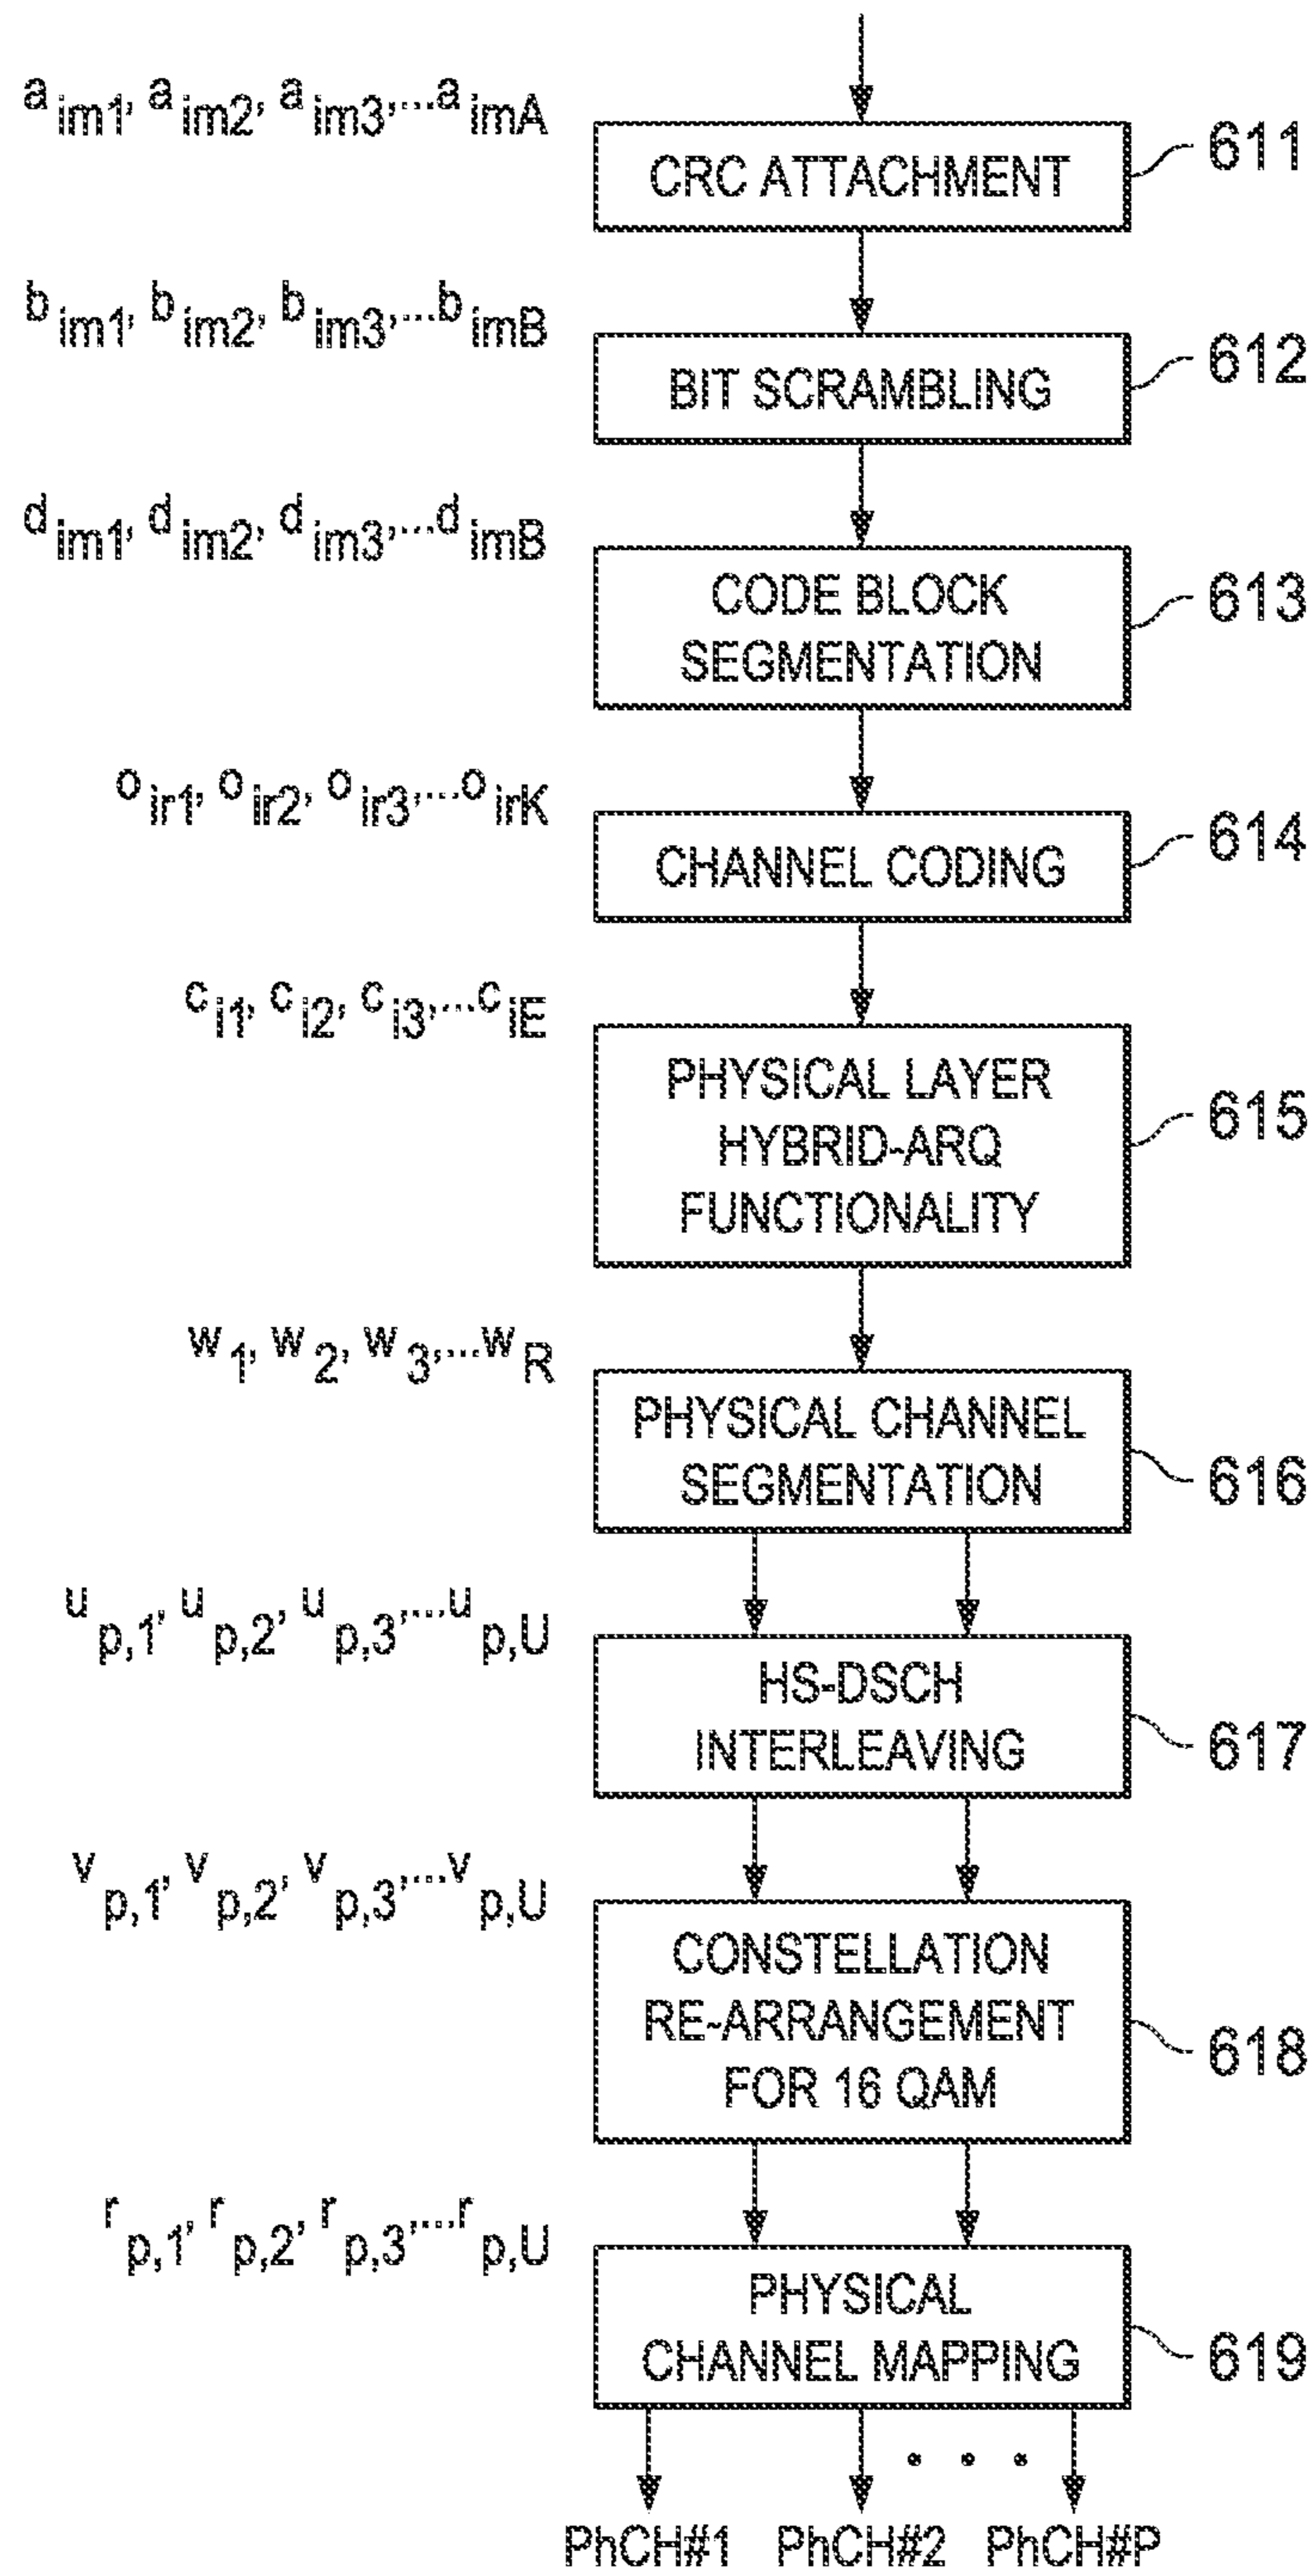 a im1, a im2, a im3,...a imA
CRC ATTACHMENT
611
b im1, b im2, b im3,...b imB
BIT SCRAMBLING
612
d im1, d im2, d im3,...d imB
CODE BLOCK
SEGMENTATION
613
o ir1, o ir2, o ir3,...o irK
CHANNEL CODING
614
c i1, c i2, c i3,...c iE
PHYSICAL LAYER
HYBRID-ARQ
FUNCTIONALITY
615
w 1, w 2, w 3,...w R
PHYSICAL CHANNEL
SEGMENTATION
616
u p,1, u p,2, u p,3,...u p,U
HS-DSCH
INTERLEAVING
617
v p,1, v p,2, v p,3,...v p,U
CONSTELLATION
RE-ARRANGEMENT
FOR 16 QAM
618
r p,1, r p,2, r p,3,...r p,U
PHYSICAL
CHANNEL MAPPING
619
. . .
PhCH#1 PhCH#2 PhCH#P